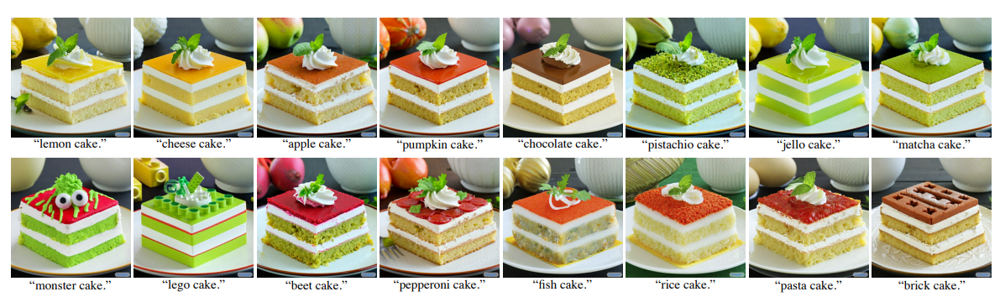 “lemon cake.”
“cheese cake.”
“apple cake.”
“pumpkin cake.”
“chocolate cake.”
“pistachio cake.”
“jello cake.”
“matcha cake.”
“monster cake.”
“lego cake.”
“beet cake.”
“pepperoni cake.”
“fish cake.”
“rice cake.”
“pasta cake.”
“brick cake.”